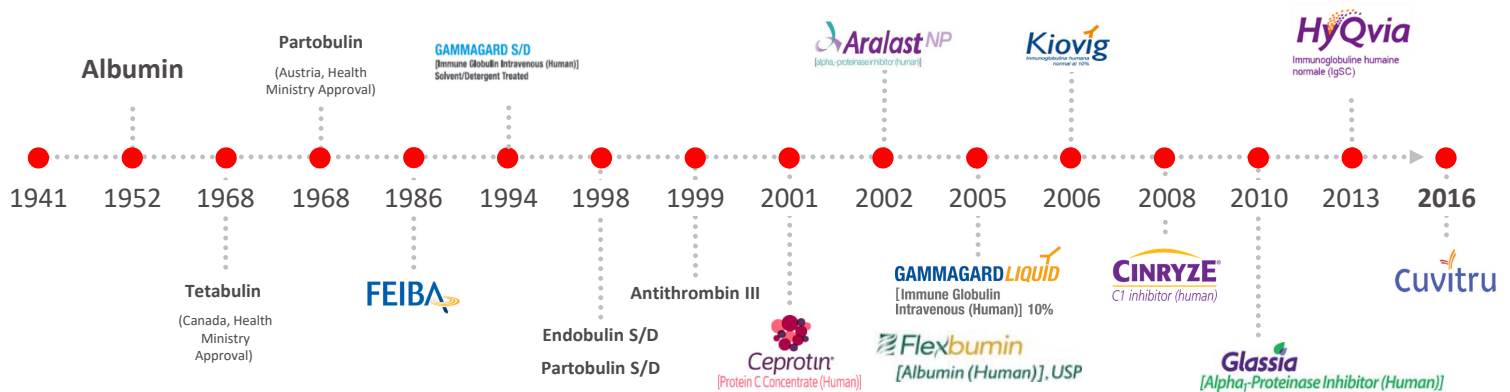 Albumin
Partobulin
(Austria, Health
Ministry Approval)
GAMMAGARD S/D
[Immune Globulin Intravenous (Human)]
Solvent/Detergent Treated
Aralast NP
[alpha1-proteinase inhibitor (human)]
Kiovig
Immunoglobulina humana
normal al 10%
HyQvia
Immunoglobuline humaine
normale (IgSC)
1941 1952 1968 1968 1986 1994 1998 1999 2001 2002 2005 2006 2008 2010 2013 2016
Tetabulin
(Canada, Health
Ministry
Approval)
FEIBA
Endobulin S/D
Partobulin S/D
Antithrombin III
Ceprotin®
[Protein C Concentrate (Human)]
GAMMAGARD LIQUID
[Immune Globulin
Intravenous (Human)] 10%
Flexbumin
[Albumin (Human)], USP
CINRYZE®
C1 inhibitor (human)
Glassia
[Alpha1-Proteinase Inhibitor (Human)]
cuvitru